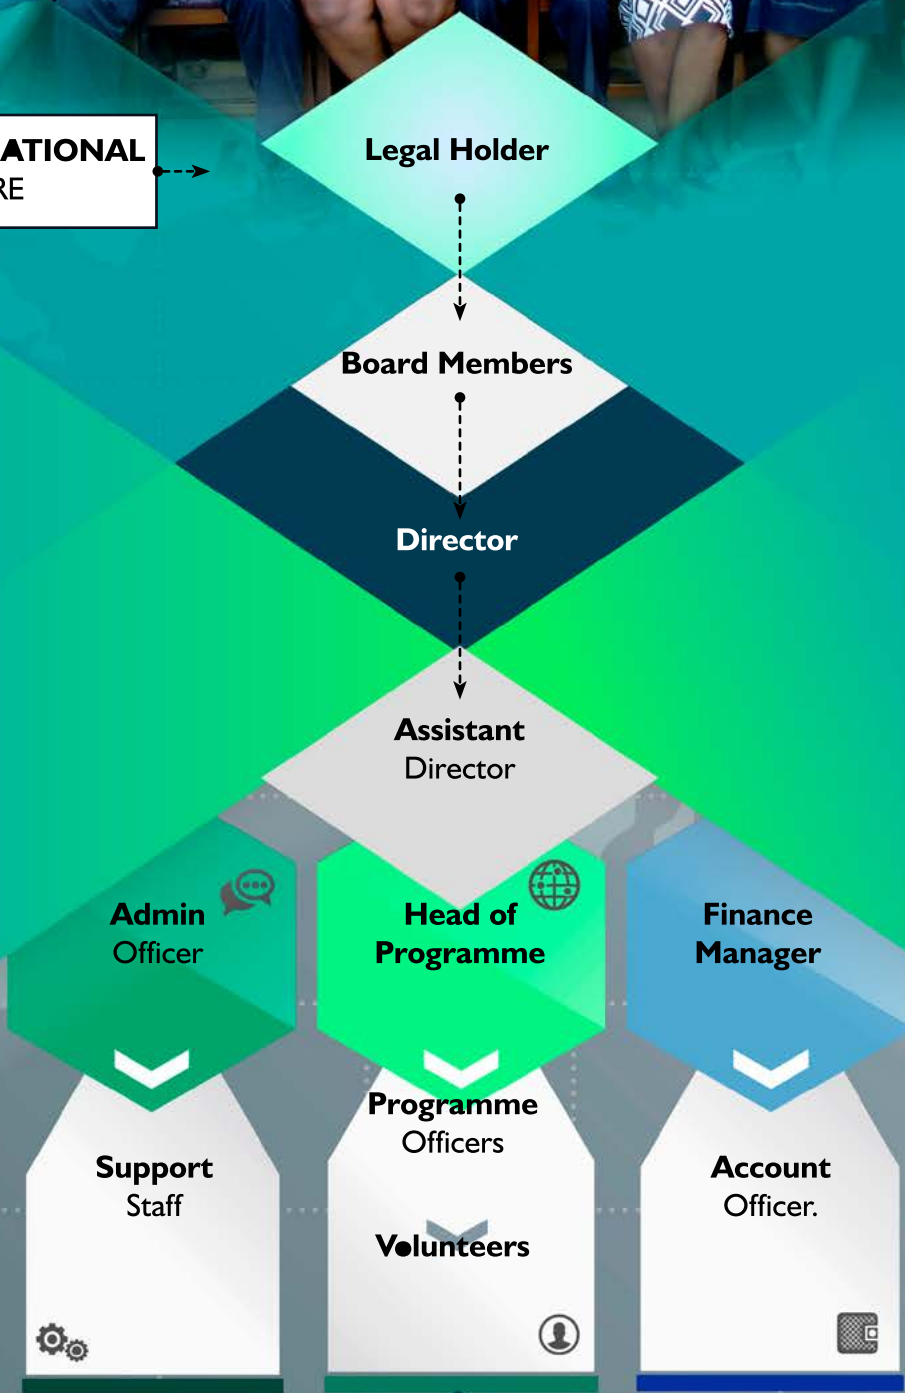 Legal Holder
ATIONAL
RE
Board Members
Director
Assistant
Director
Admin
Officer
Head of
Programme
Finance
Manager
Programme
Officers
Support
Staff
Account
Officer.
Volunteers